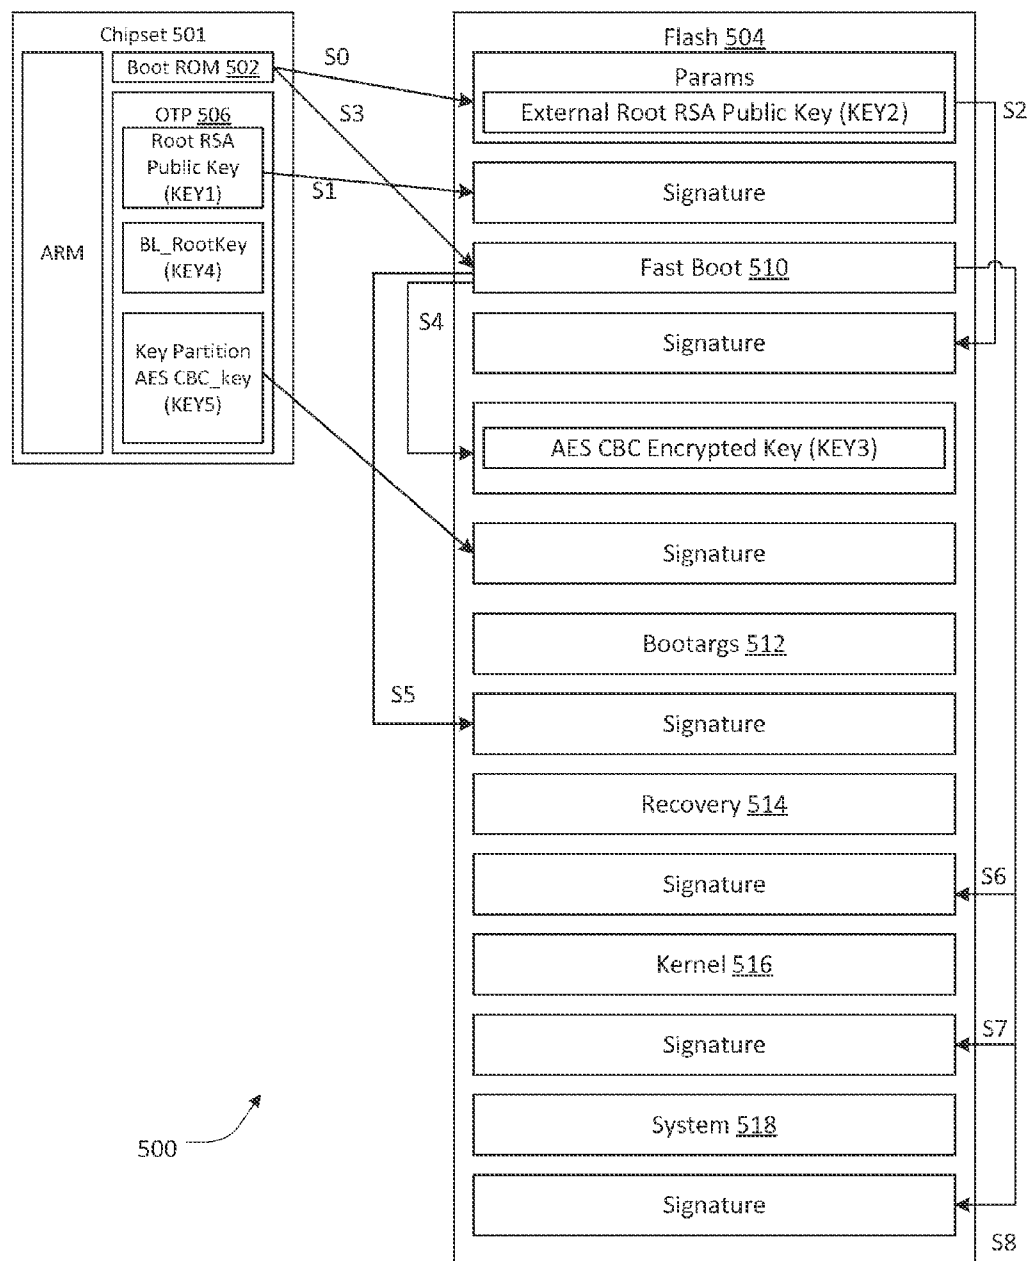 Chipset 501
Boot ROM 502
OTP 506
Root RSA
Public Key
(KEY1)
BL_RootKey
(KEY4)
Key Partition
AES CBC_key
(KEY5)
ARM
S0
S3
S1
S4
S5
Flash 504
Params
External Root RSA Public Key (KEY2)
S2
Signature
Fast Boot 510
Signature
AES CBC Encrypted Key (KEY3)
Signature
Bootargs 512
Signature
Recovery 514
Signature
S6
Kernel 516
Signature
S7
System 518
Signature
S8
500